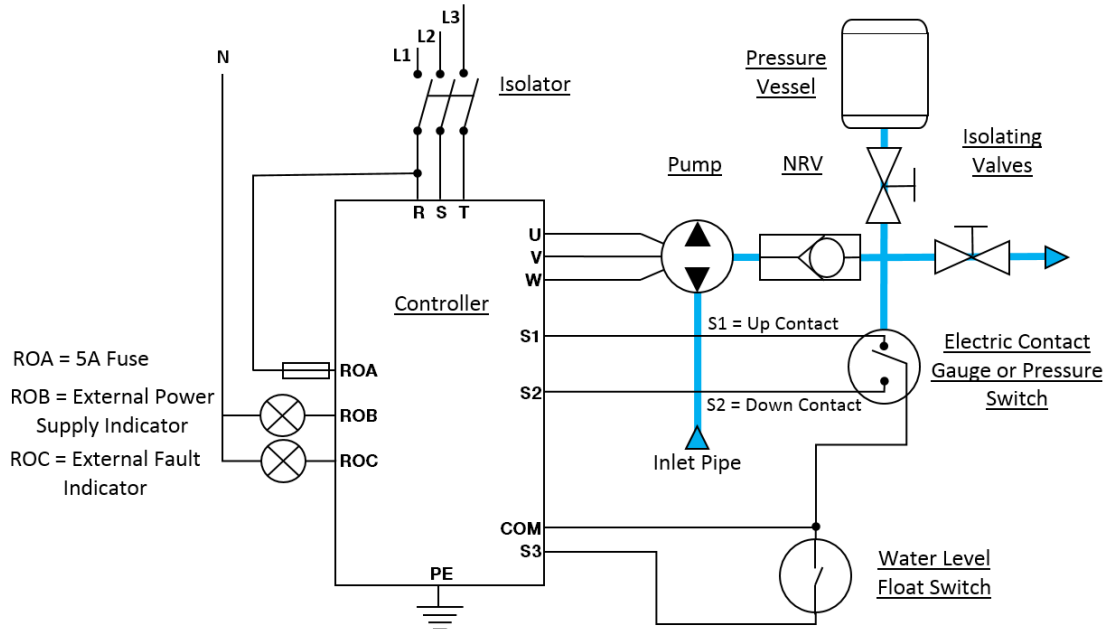 L3
L2
L1
N
Isolator
Pressure
Vessel
Isolating
Valves
Pump
NRV
R S T
U
V
W
Controller
S1
S1 = Up Contact
Electric Contact
Gauge or Pressure
Switch
S2
S2 = Down Contact
ROA = 5A Fuse
ROA
ROB = External Power
Supply Indicator
ROB
ROC = External Fault
Indicator
ROC
Inlet Pipe
COM
S3
Water Level
Float Switch
PE